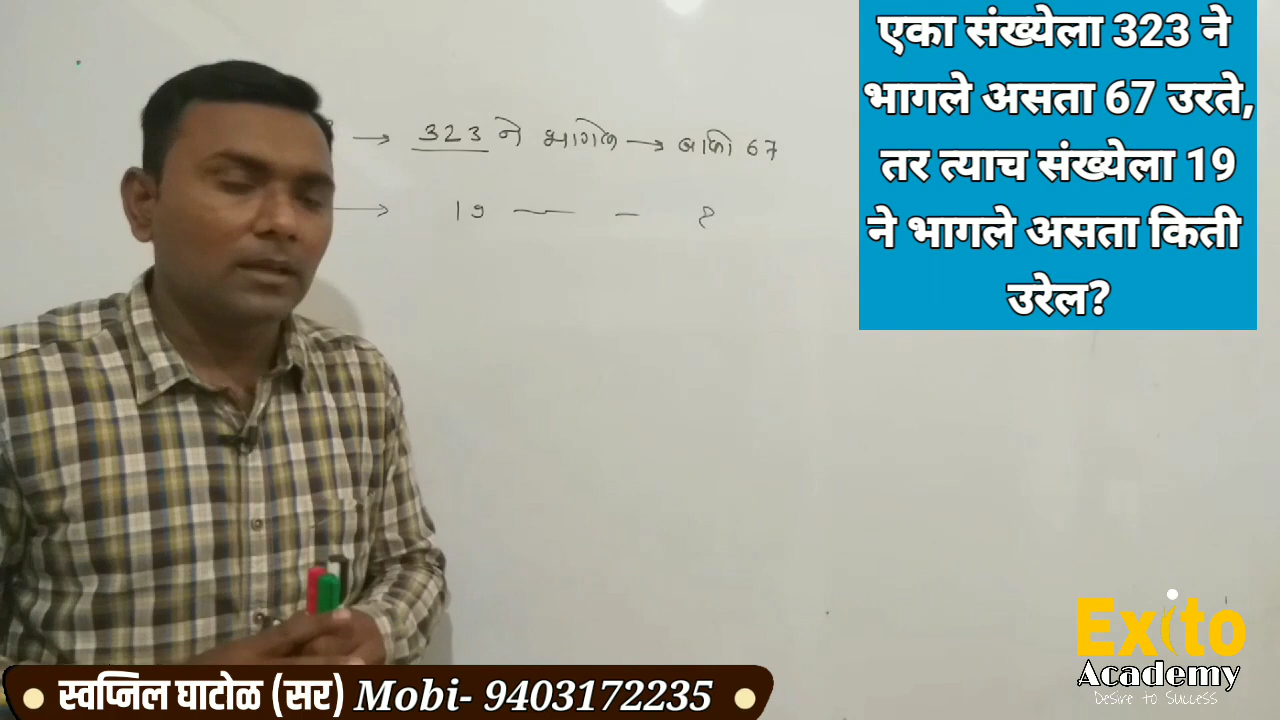 एका संख्येला 323 ने
भागले असता 67 उरते,
तर त्याच संख्येला 19
ने भागले असता किती
उरेल?
→ 323 ने भागले → बाकी 67
→ 19 — - ?
Exito
Academy
Desire to Success
स्वप्निल घाटोळ (सर) Mobi- 9403172235